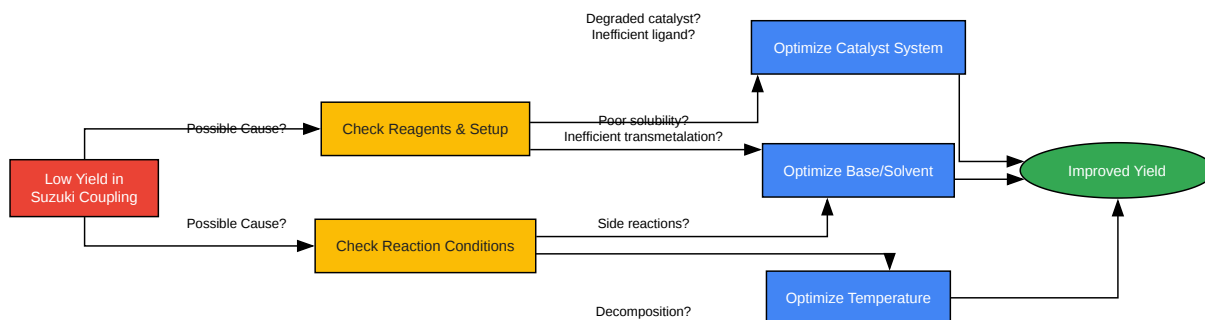 Degraded catalyst?
Inefficient ligand?
Optimize Catalyst System
Possible Cause?
Check Reagents & Setup
Poor solubility?
Inefficient transmetalation?
Optimize Base/Solvent
Improved Yield
Low Yield in
Suzuki Coupling
Possible Cause?
Check Reaction Conditions
Side reactions?
Optimize Temperature
Decomposition?